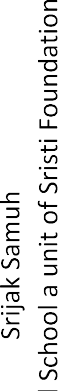 Srijak Samuh
| School a unit of Sristi Foundation